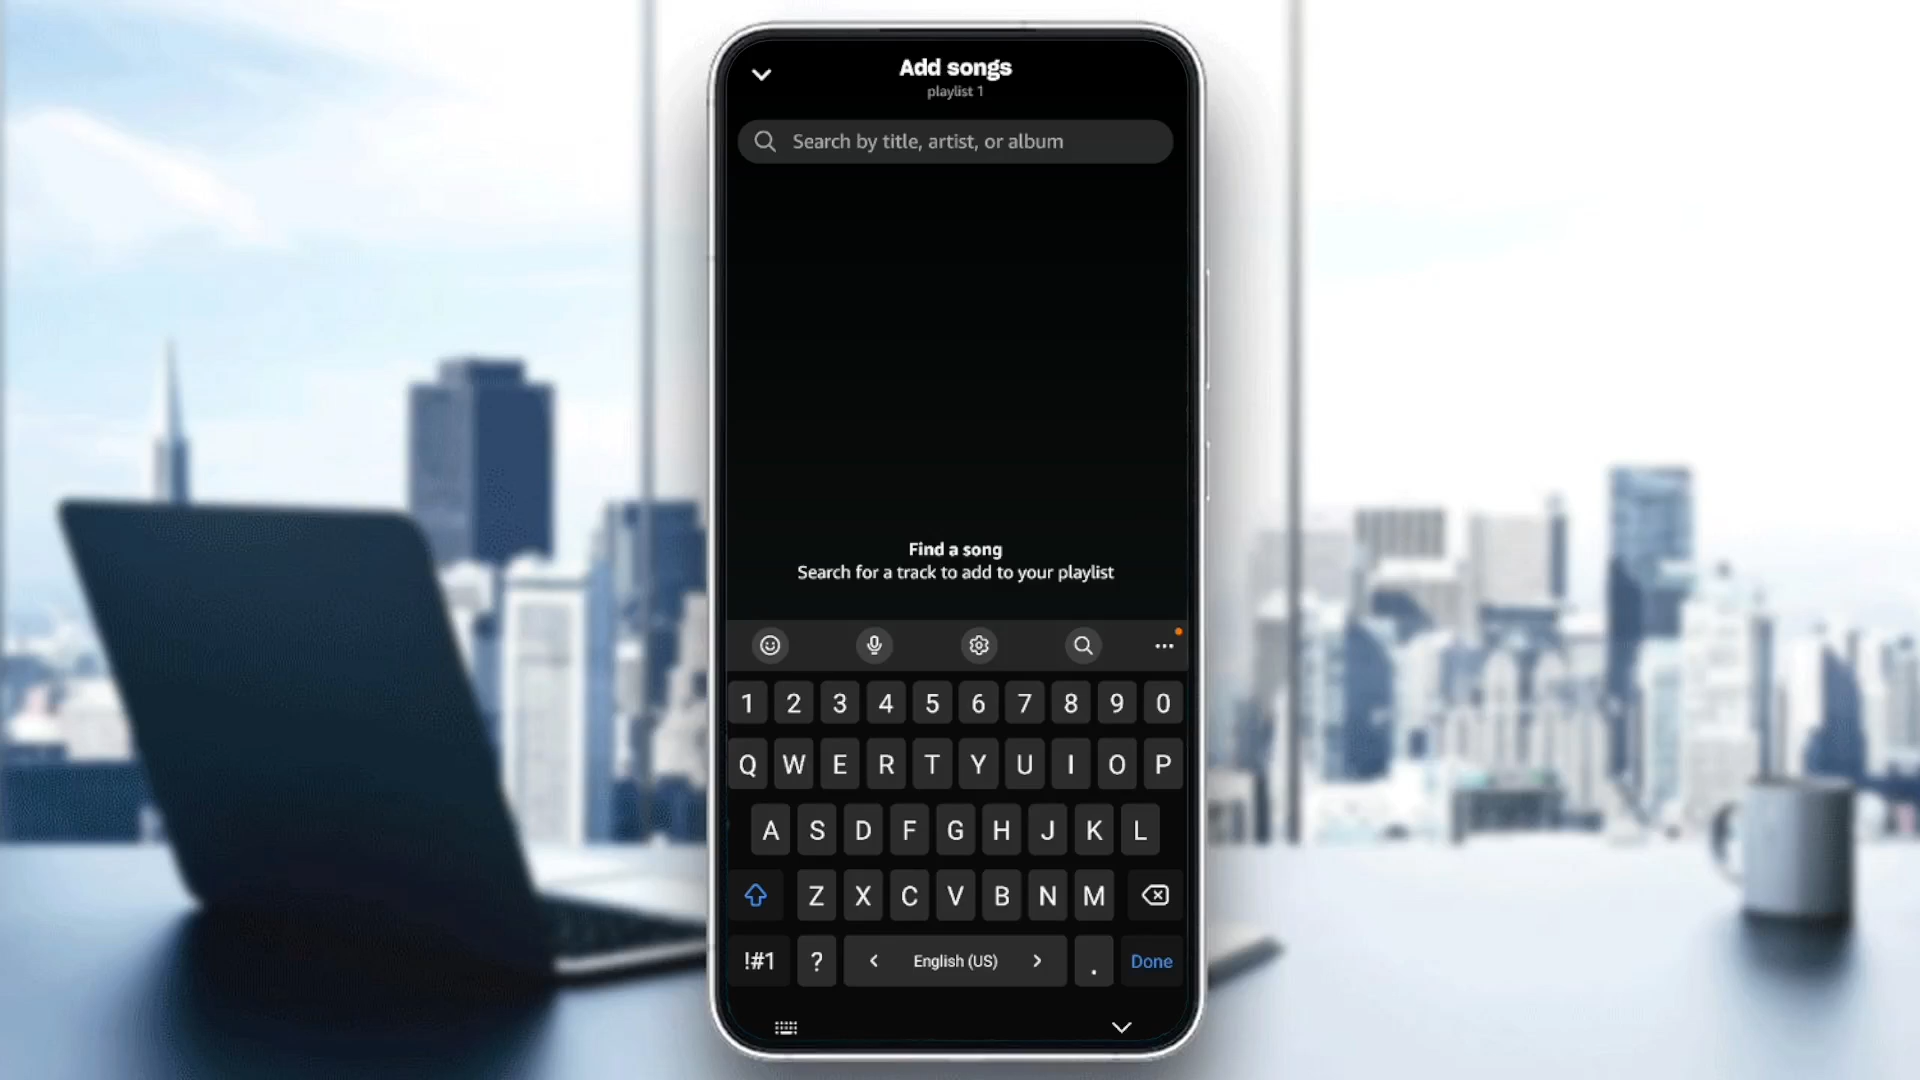 Add songs
playlist 1
Search by title, artist, or album
Find a song
Search for a track to add to your playlist
1 2 3 4 5 6 7 8 9 0
Q W E R T Y U I O P
A S D F G H J K L
Z X C V B N M
!#1 ? < English (US) > . Done